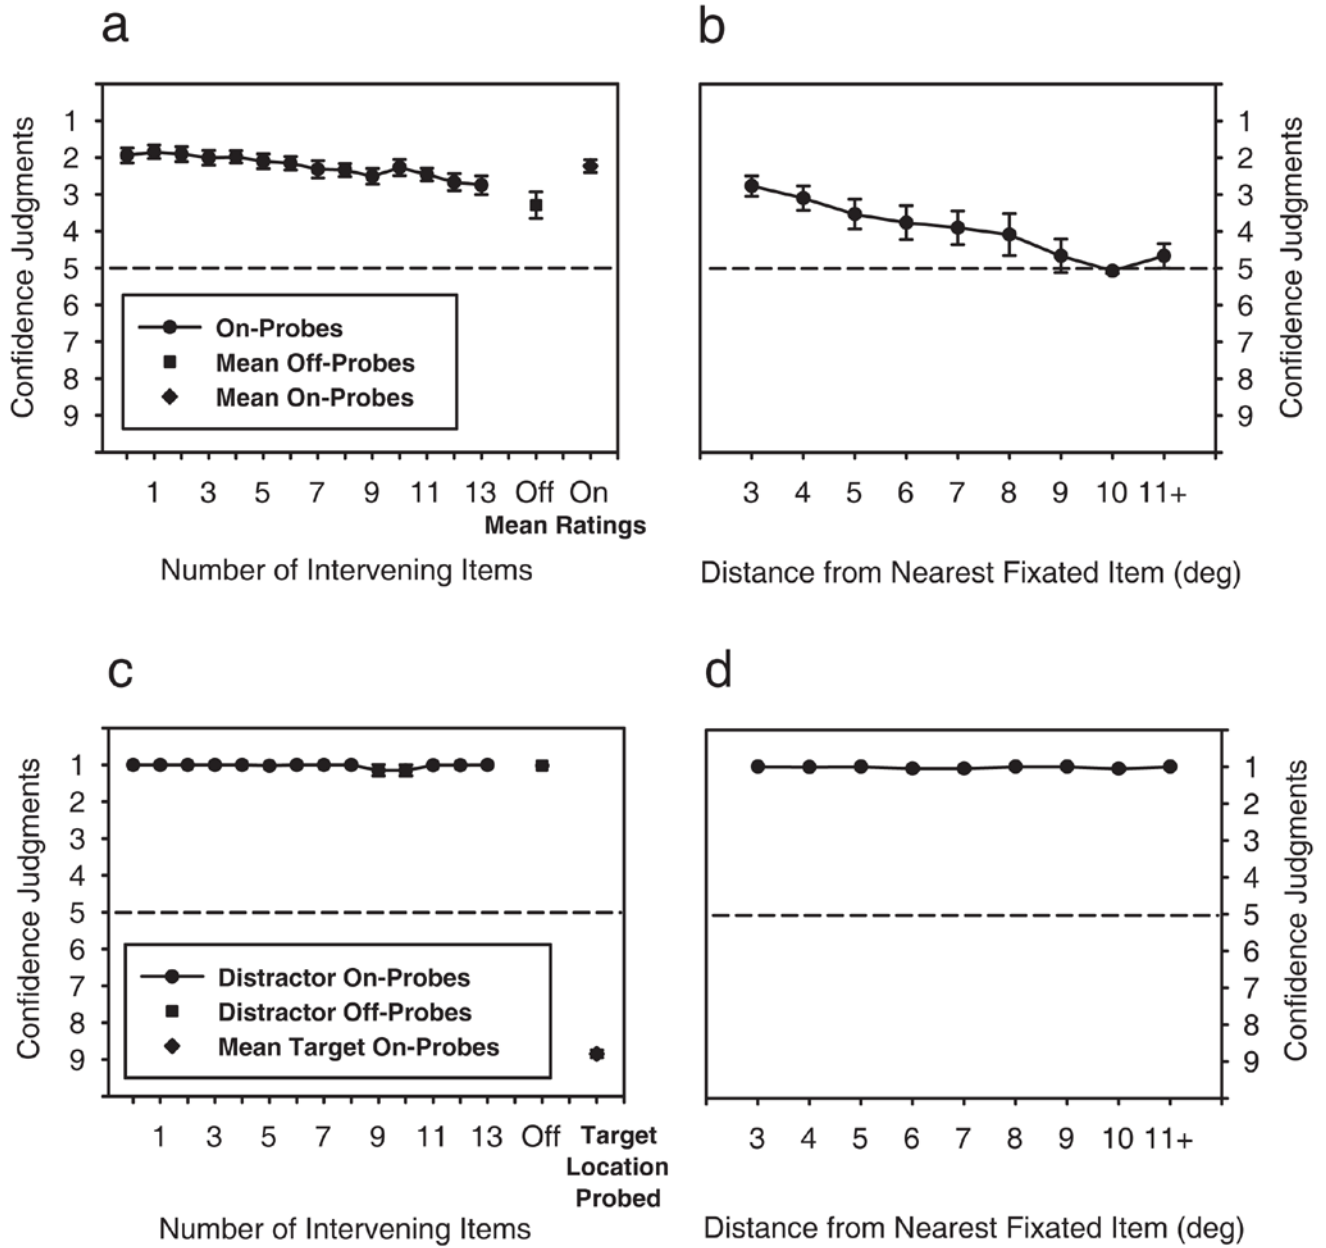 a
Confidence Judgments
1
2
3
4
5
6
7
8
9
On-Probes
Mean Off-Probes
Mean On-Probes
1 3 5 7 9 11 13 Off On
Mean Ratings
Number of Intervening Items
b
1
2
3
4
5
6
7
8
9
Confidence Judgments
3 4 5 6 7 8 9 10 11+
Distance from Nearest Fixated Item (deg)
c
Confidence Judgments
1
2
3
4
5
6
7
8
9
Distractor On-Probes
Distractor Off-Probes
Mean Target On-Probes
1 3 5 7 9 11 13 Off Target
Location
Probed
Number of Intervening Items
d
1
2
3
4
5
6
7
8
9
Confidence Judgments
3 4 5 6 7 8 9 10 11+
Distance from Nearest Fixated Item (deg)